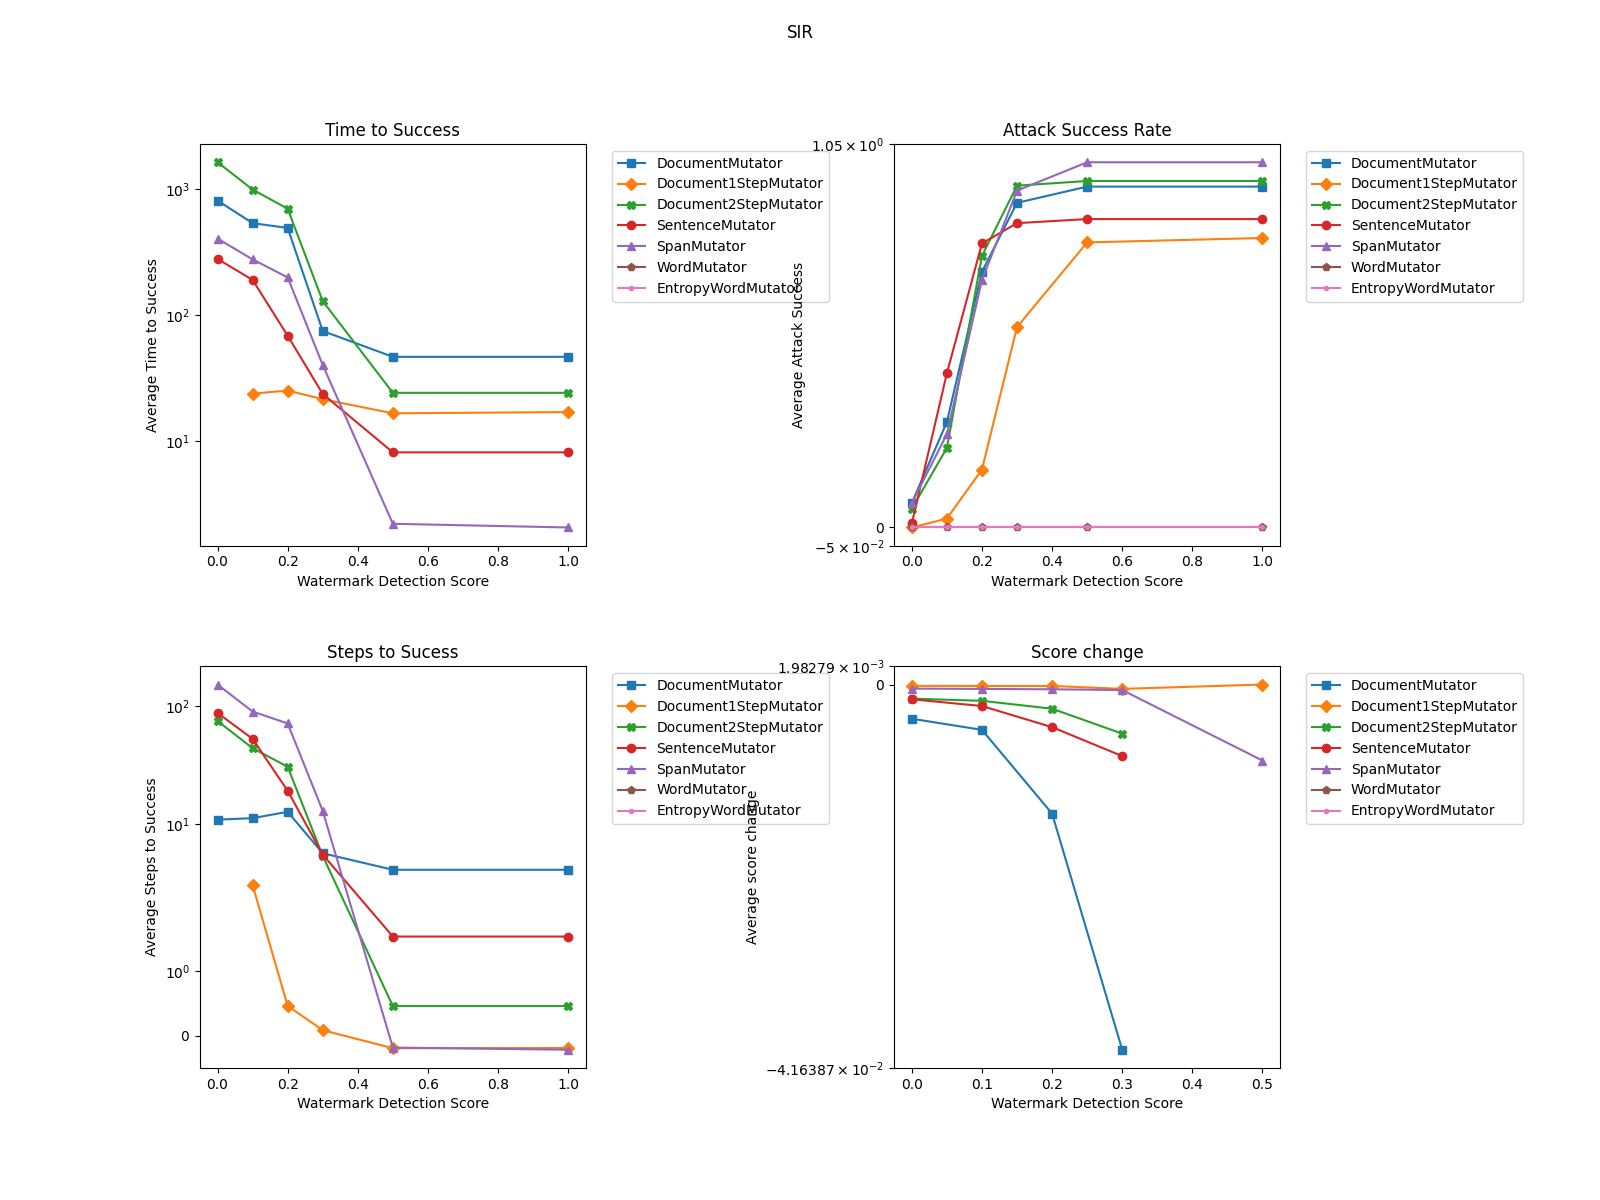 SIR
Time to Success
Average Time to Success
10^3
10^2
10^1
0.0 0.2 0.4 0.6 0.8 1.0
Watermark Detection Score
DocumentMutator
Document1StepMutator
Document2StepMutator
SentenceMutator
SpanMutator
WordMutator
EntropyWordMutator
Attack Success Rate
Average Attack Success
1.05 × 10^0
0
−5 × 10^−2
0.0 0.2 0.4 0.6 0.8 1.0
Watermark Detection Score
DocumentMutator
Document1StepMutator
Document2StepMutator
SentenceMutator
SpanMutator
WordMutator
EntropyWordMutator
Steps to Sucess
Average Steps to Success
10^2
10^1
10^0
0
0.0 0.2 0.4 0.6 0.8 1.0
Watermark Detection Score
DocumentMutator
Document1StepMutator
Document2StepMutator
SentenceMutator
SpanMutator
WordMutator
EntropyWordMutator
Score change
Average score change
1.98279 × 10^−3
0
−4.16387 × 10^−2
0.0 0.1 0.2 0.3 0.4 0.5
Watermark Detection Score
DocumentMutator
Document1StepMutator
Document2StepMutator
SentenceMutator
SpanMutator
WordMutator
EntropyWordMutator